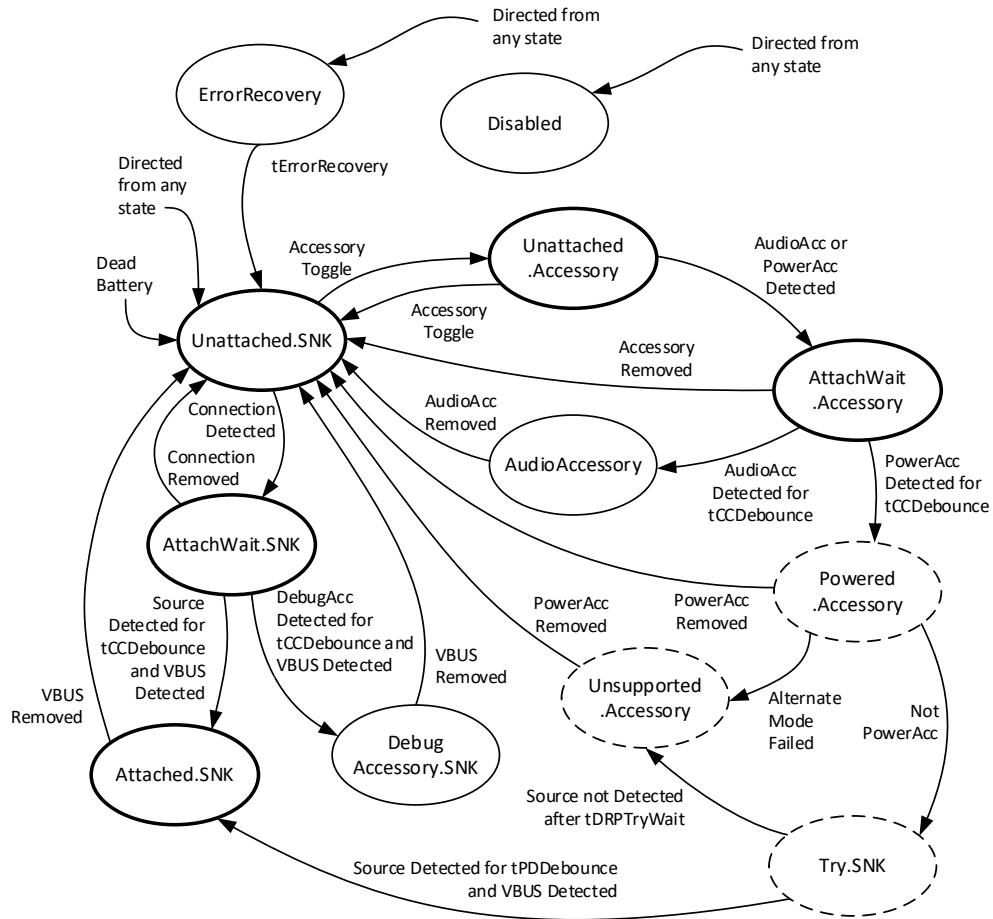 Directed from
any state
Directed from
any state
ErrorRecovery
Disabled
tErrorRecovery
Directed
from any
state
Dead
Battery
Accessory
Toggle
Unattached
.Accessory
AudioAcc or
PowerAcc
Detected
Accessory
Toggle
Unattached.SNK
Accessory
Removed
AttachWait
.Accessory
Connection
Detected
Connection
Removed
AudioAcc
Removed
AudioAccessory
AudioAcc
Detected for
tCCDebounce
PowerAcc
Detected for
tCCDebounce
AttachWait.SNK
Powered
.Accessory
Source
Detected for
tCCDebounce
and VBUS
Detected
DebugAcc
Detected for
tCCDebounce and
VBUS Detected
PowerAcc
Removed
PowerAcc
Removed
VBUS
Removed
VBUS
Removed
Unsupported
.Accessory
Alternate
Mode
Failed
Not
PowerAcc
Attached.SNK
Debug
Accessory.SNK
Source not Detected
after tDRPTryWait
Source Detected for tPDDebounce
and VBUS Detected
Try.SNK